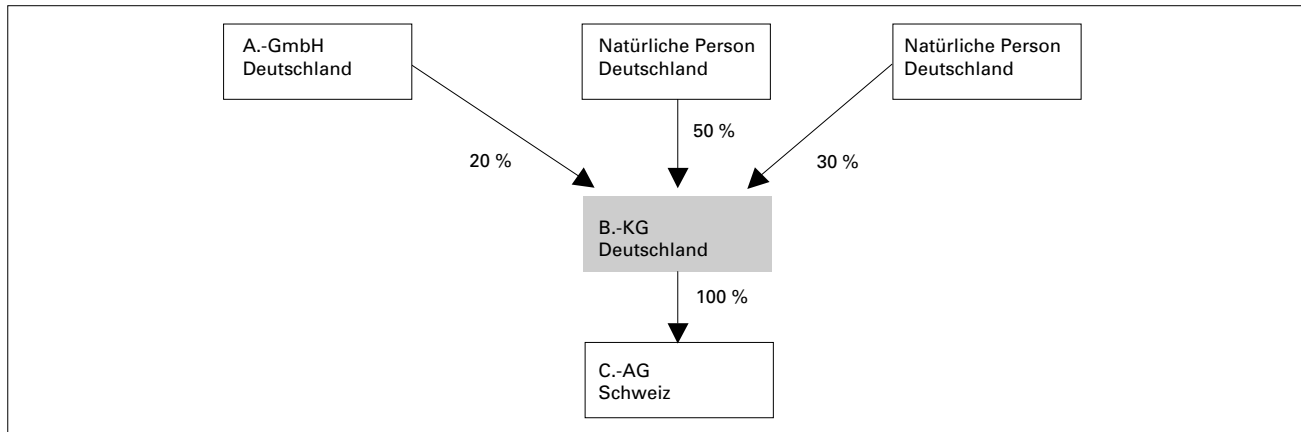 A.-GmbH
Deutschland
Natürliche Person
Deutschland
Natürliche Person
Deutschland
20 %
50 %
30 %
B.-KG
Deutschland
100 %
C.-AG
Schweiz